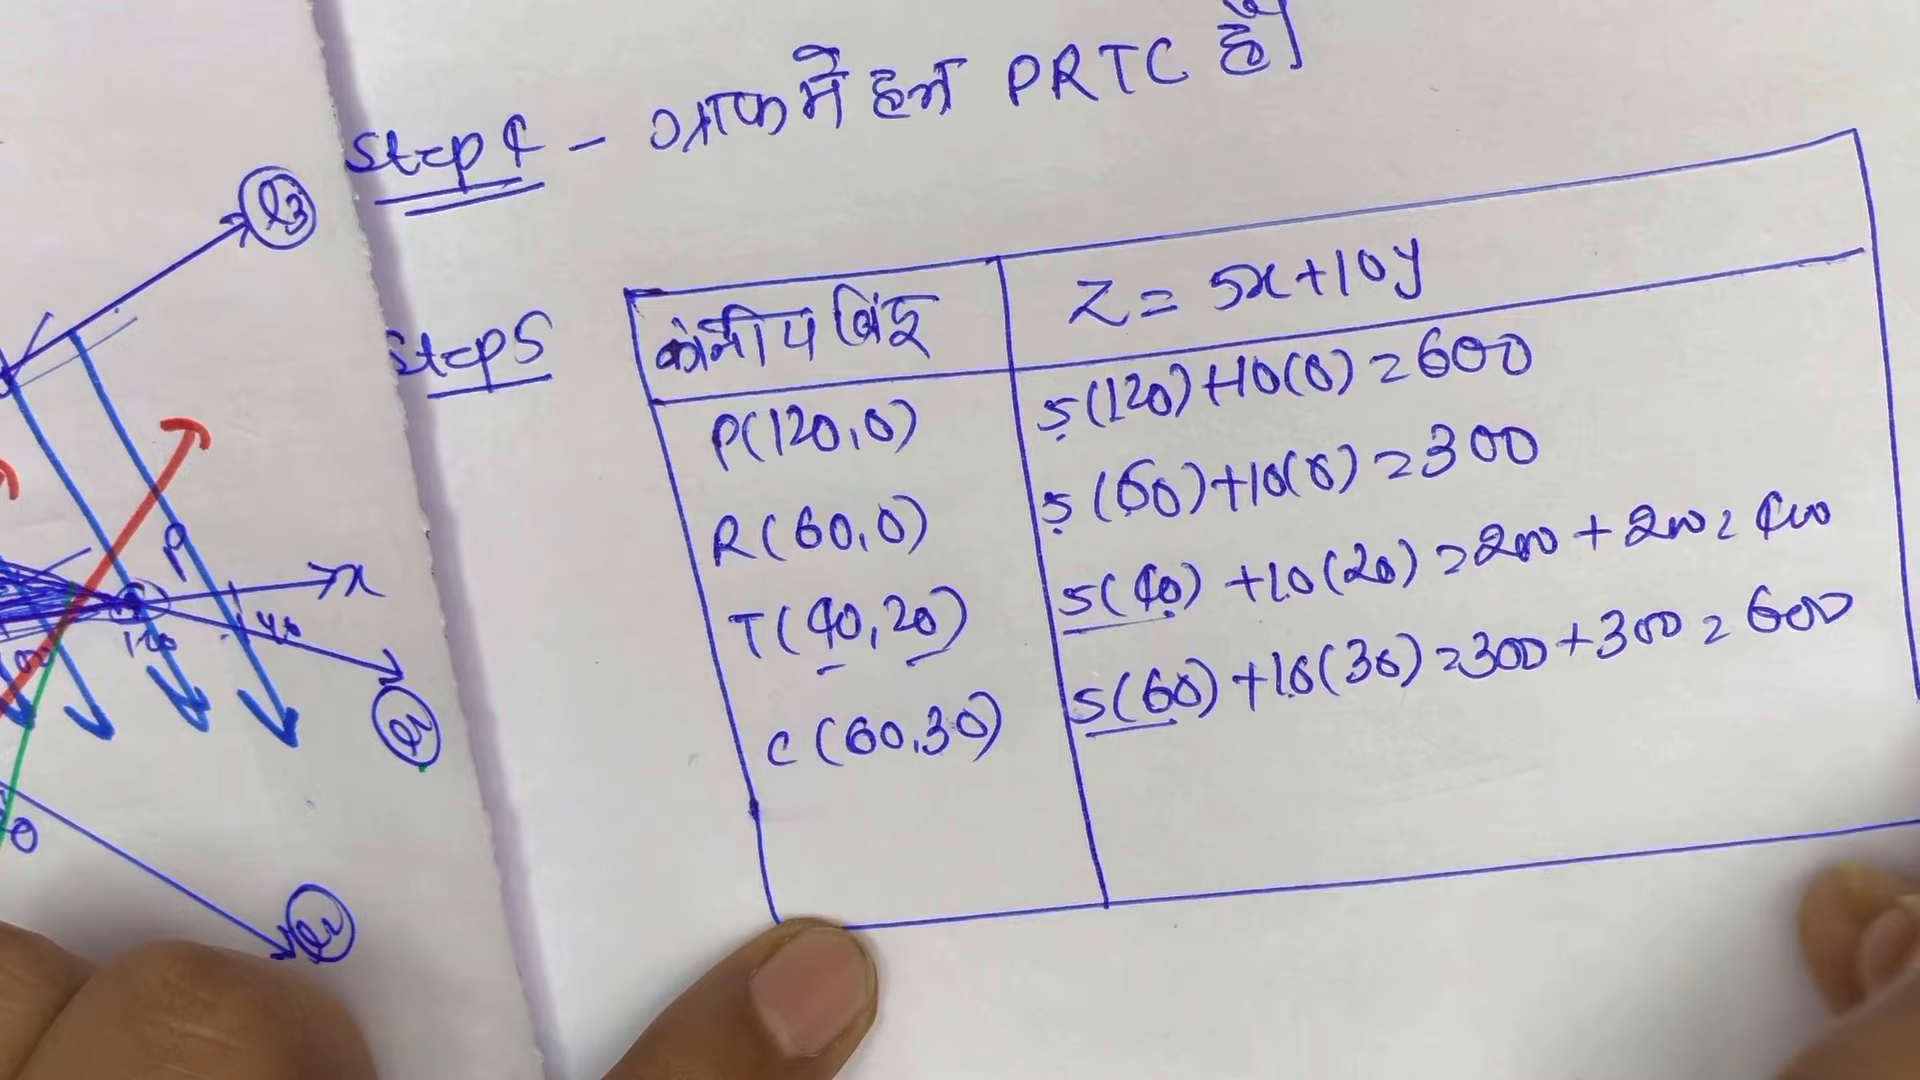 Step 4 - ग्राफ में हल PRTC है।
Step 5
कोनीय बिंदु Z = 5x+10y
P(120,0) 5(120)+10(0)=600
R(60,0) 5(60)+10(0)=300
T(40,20) 5(40)+10(20)=200+200=400
C(60,30) 5(60)+10(30)=300+300=600
l3
P
x
120